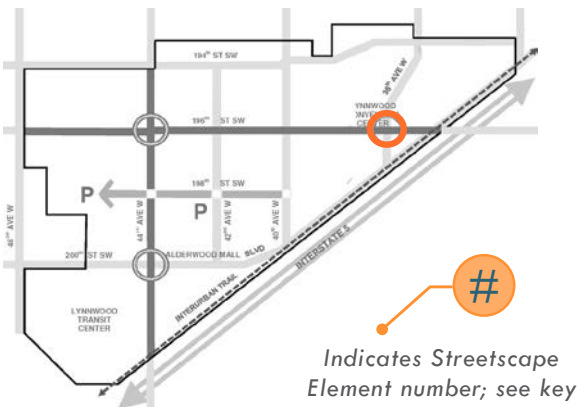 194th ST SW
36th AVE W
LYNNWOOD
CONVENTION
CENTER
196th ST SW
198th ST SW
P
P
46th AVE W
44th AVE W
42nd AVE W
40th AVE W
200th ST SW
ALDERWOOD MALL BLVD
INTERURBAN TRAIL
INTERSTATE 5
LYNNWOOD
TRANSIT
CENTER
#
Indicates Streetscape
Element number; see key